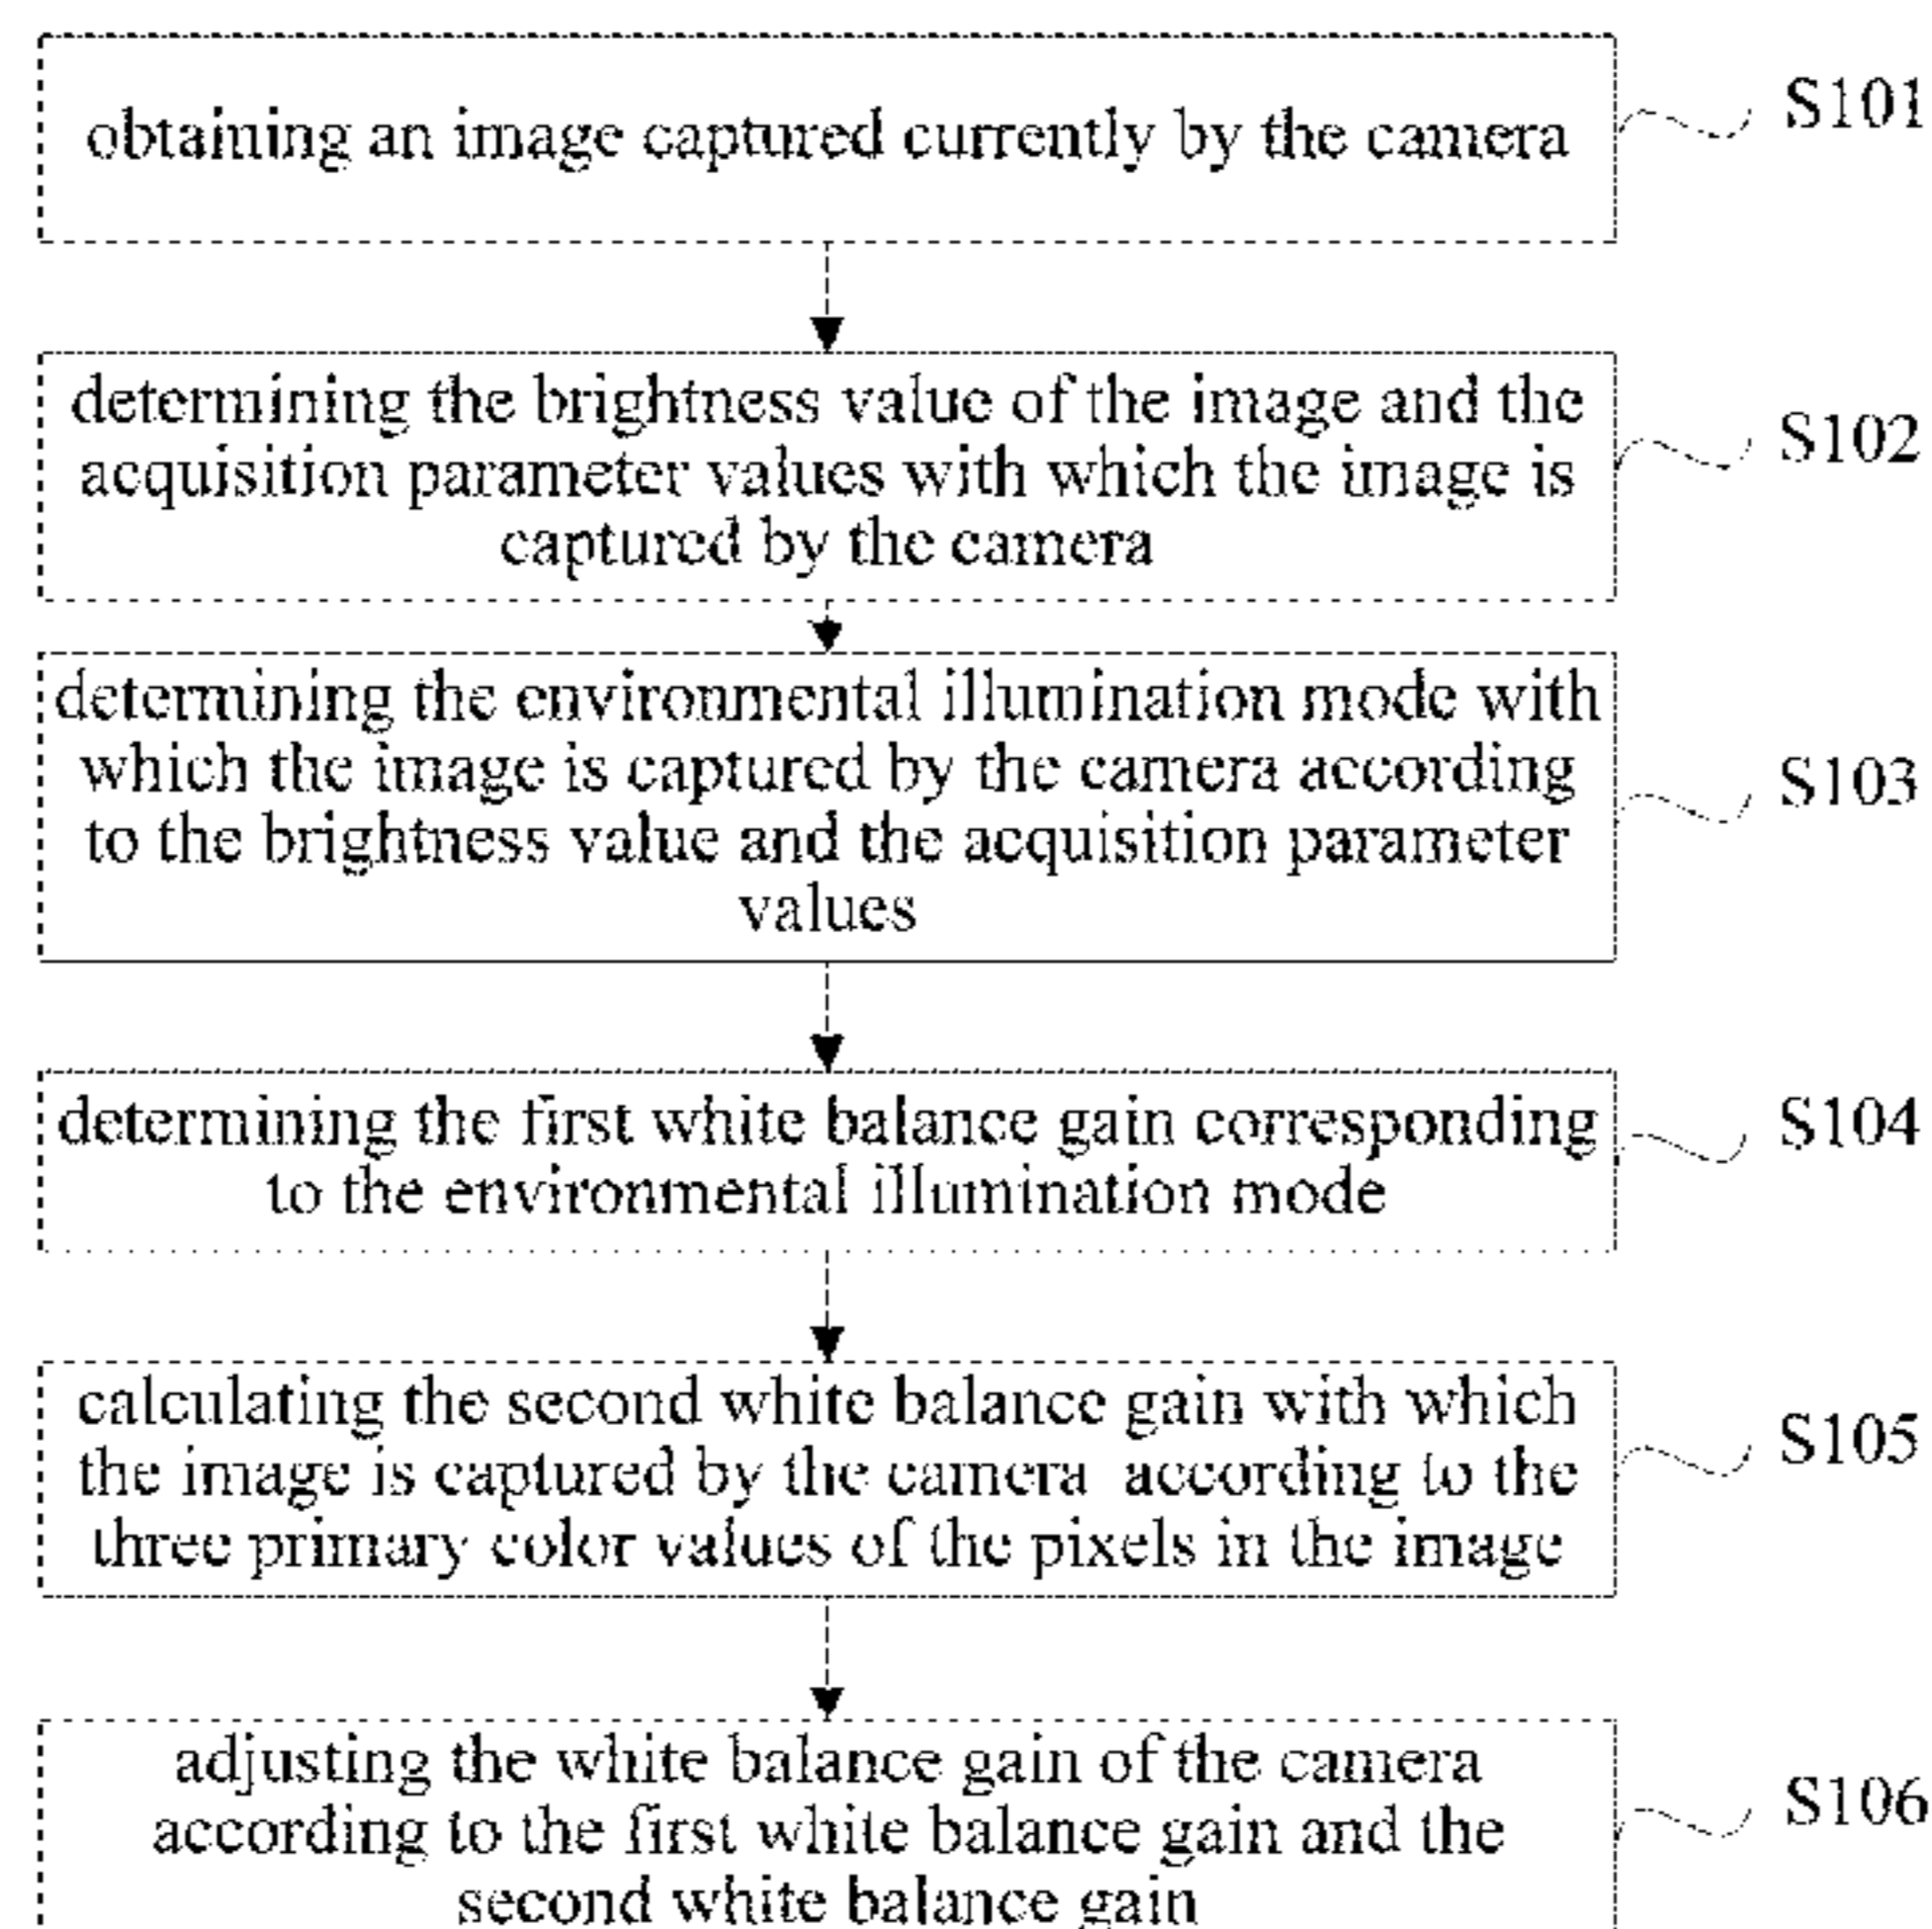 obtaining an image captured currently by the camera
S101
determining the brightness value of the image and the
acquisition parameter values with which the image is
captured by the camera
S102
determining the environmental illumination mode with
which the image is captured by the camera according
to the brightness value and the acquisition parameter
values
S103
determining the first white balance gain corresponding
to the environmental illumination mode
S104
calculating the second white balance gain with which
the image is captured by the camera according to the
three primary color values of the pixels in the image
S105
adjusting the white balance gain of the camera
according to the first white balance gain and the
second white balance gain
S106